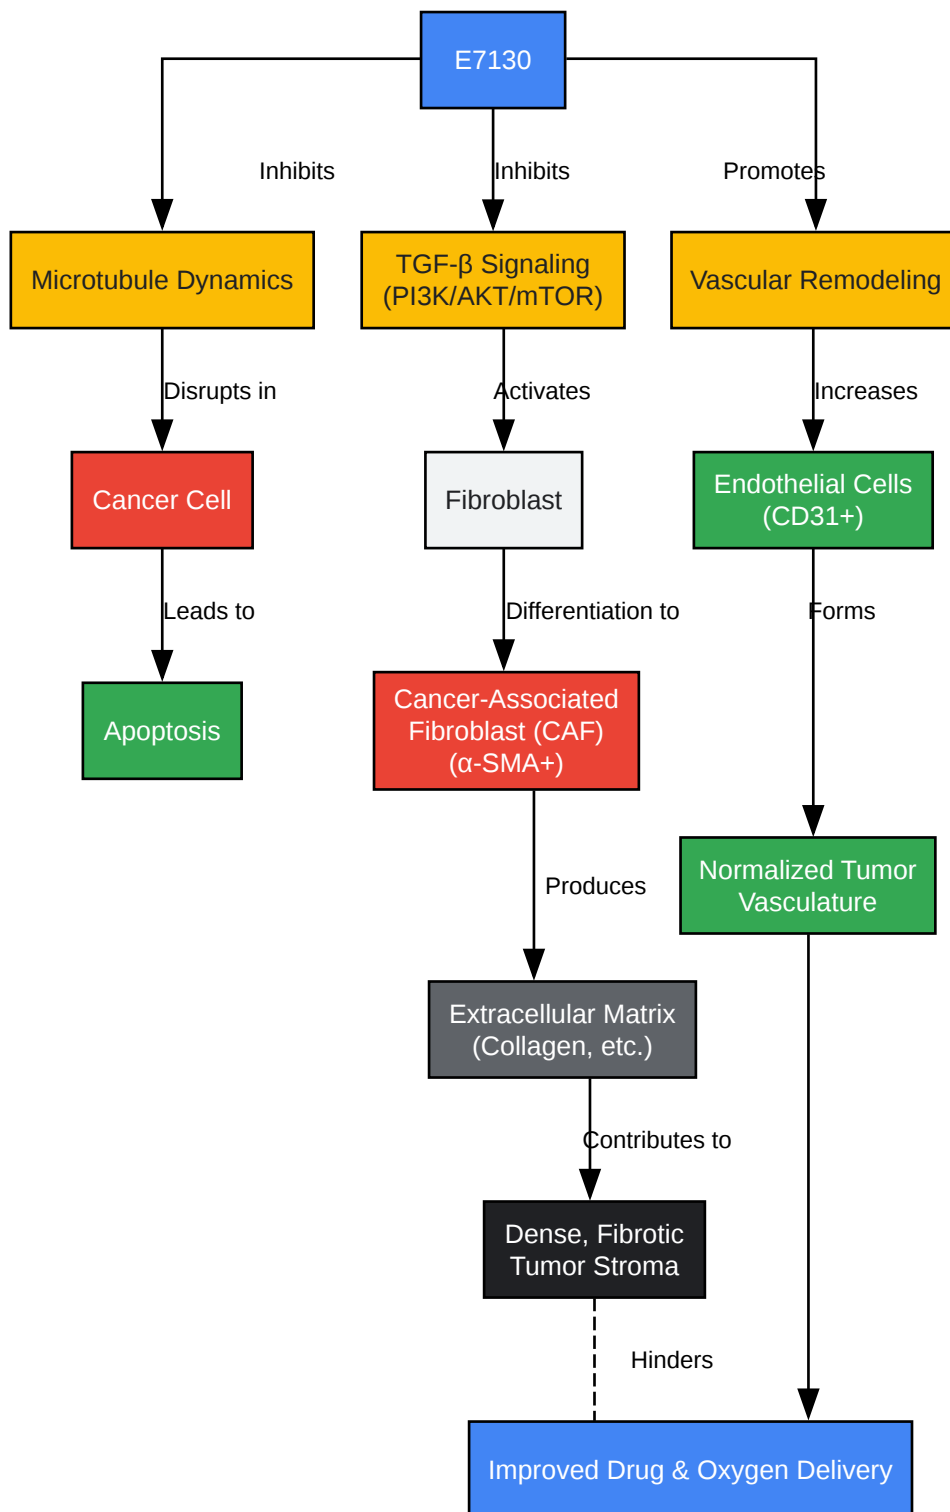 E7130
Inhibits
Inhibits
Promotes
Microtubule Dynamics
TGF-β Signaling
(PI3K/AKT/mTOR)
Vascular Remodeling
Disrupts in
Activates
Increases
Cancer Cell
Fibroblast
Endothelial Cells
(CD31+)
Leads to
Differentiation to
Forms
Apoptosis
Cancer-Associated
Fibroblast (CAF)
(α-SMA+)
Produces
Normalized Tumor
Vasculature
Extracellular Matrix
(Collagen, etc.)
Contributes to
Dense, Fibrotic
Tumor Stroma
Hinders
Improved Drug & Oxygen Delivery